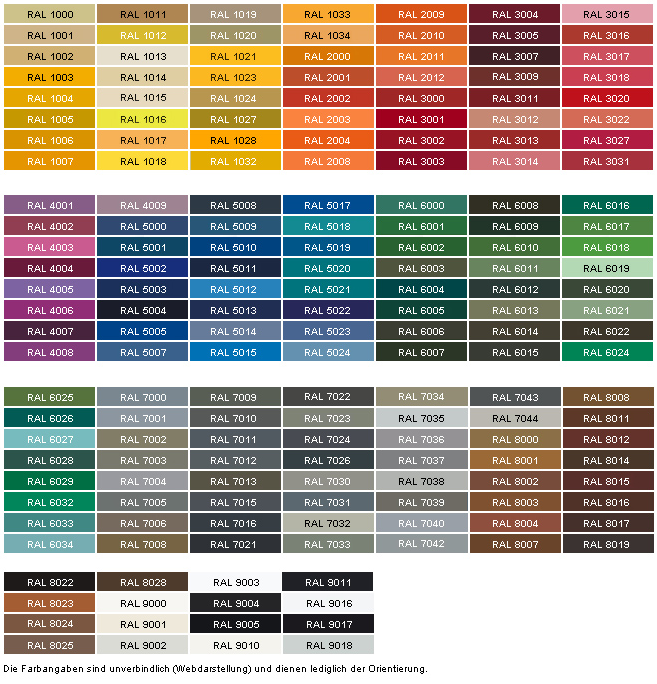 RAL 1000 RAL 1011 RAL 1019 RAL 1033 RAL 2009 RAL 3004 RAL 3015
RAL 1001 RAL 1012 RAL 1020 RAL 1034 RAL 2010 RAL 3005 RAL 3016
RAL 1002 RAL 1013 RAL 1021 RAL 2000 RAL 2011 RAL 3007 RAL 3017
RAL 1003 RAL 1014 RAL 1023 RAL 2001 RAL 2012 RAL 3009 RAL 3018
RAL 1004 RAL 1015 RAL 1024 RAL 2002 RAL 3000 RAL 3011 RAL 3020
RAL 1005 RAL 1016 RAL 1027 RAL 2003 RAL 3001 RAL 3012 RAL 3022
RAL 1006 RAL 1017 RAL 1028 RAL 2004 RAL 3002 RAL 3013 RAL 3027
RAL 1007 RAL 1018 RAL 1032 RAL 2008 RAL 3003 RAL 3014 RAL 3031
RAL 4001 RAL 4009 RAL 5008 RAL 5017 RAL 6000 RAL 6008 RAL 6016
RAL 4002 RAL 5000 RAL 5009 RAL 5018 RAL 6001 RAL 6009 RAL 6017
RAL 4003 RAL 5001 RAL 5010 RAL 5019 RAL 6002 RAL 6010 RAL 6018
RAL 4004 RAL 5002 RAL 5011 RAL 5020 RAL 6003 RAL 6011 RAL 6019
RAL 4005 RAL 5003 RAL 5012 RAL 5021 RAL 6004 RAL 6012 RAL 6020
RAL 4006 RAL 5004 RAL 5013 RAL 5022 RAL 6005 RAL 6013 RAL 6021
RAL 4007 RAL 5005 RAL 5014 RAL 5023 RAL 6006 RAL 6014 RAL 6022
RAL 4008 RAL 5007 RAL 5015 RAL 5024 RAL 6007 RAL 6015 RAL 6024
RAL 6025 RAL 7000 RAL 7009 RAL 7022 RAL 7034 RAL 7043 RAL 8008
RAL 6026 RAL 7001 RAL 7010 RAL 7023 RAL 7035 RAL 7044 RAL 8011
RAL 6027 RAL 7002 RAL 7011 RAL 7024 RAL 7036 RAL 8000 RAL 8012
RAL 6028 RAL 7003 RAL 7012 RAL 7026 RAL 7037 RAL 8001 RAL 8014
RAL 6029 RAL 7004 RAL 7013 RAL 7030 RAL 7038 RAL 8002 RAL 8015
RAL 6032 RAL 7005 RAL 7015 RAL 7031 RAL 7039 RAL 8003 RAL 8016
RAL 6033 RAL 7006 RAL 7016 RAL 7032 RAL 7040 RAL 8004 RAL 8017
RAL 6034 RAL 7008 RAL 7021 RAL 7033 RAL 7042 RAL 8007 RAL 8019
RAL 8022 RAL 8028 RAL 9003 RAL 9011
RAL 8023 RAL 9000 RAL 9004 RAL 9016
RAL 8024 RAL 9001 RAL 9005 RAL 9017
RAL 8025 RAL 9002 RAL 9010 RAL 9018
Die Farbangaben sind unverbindlich (Webdarstellung) und dienen lediglich der Orientierung.